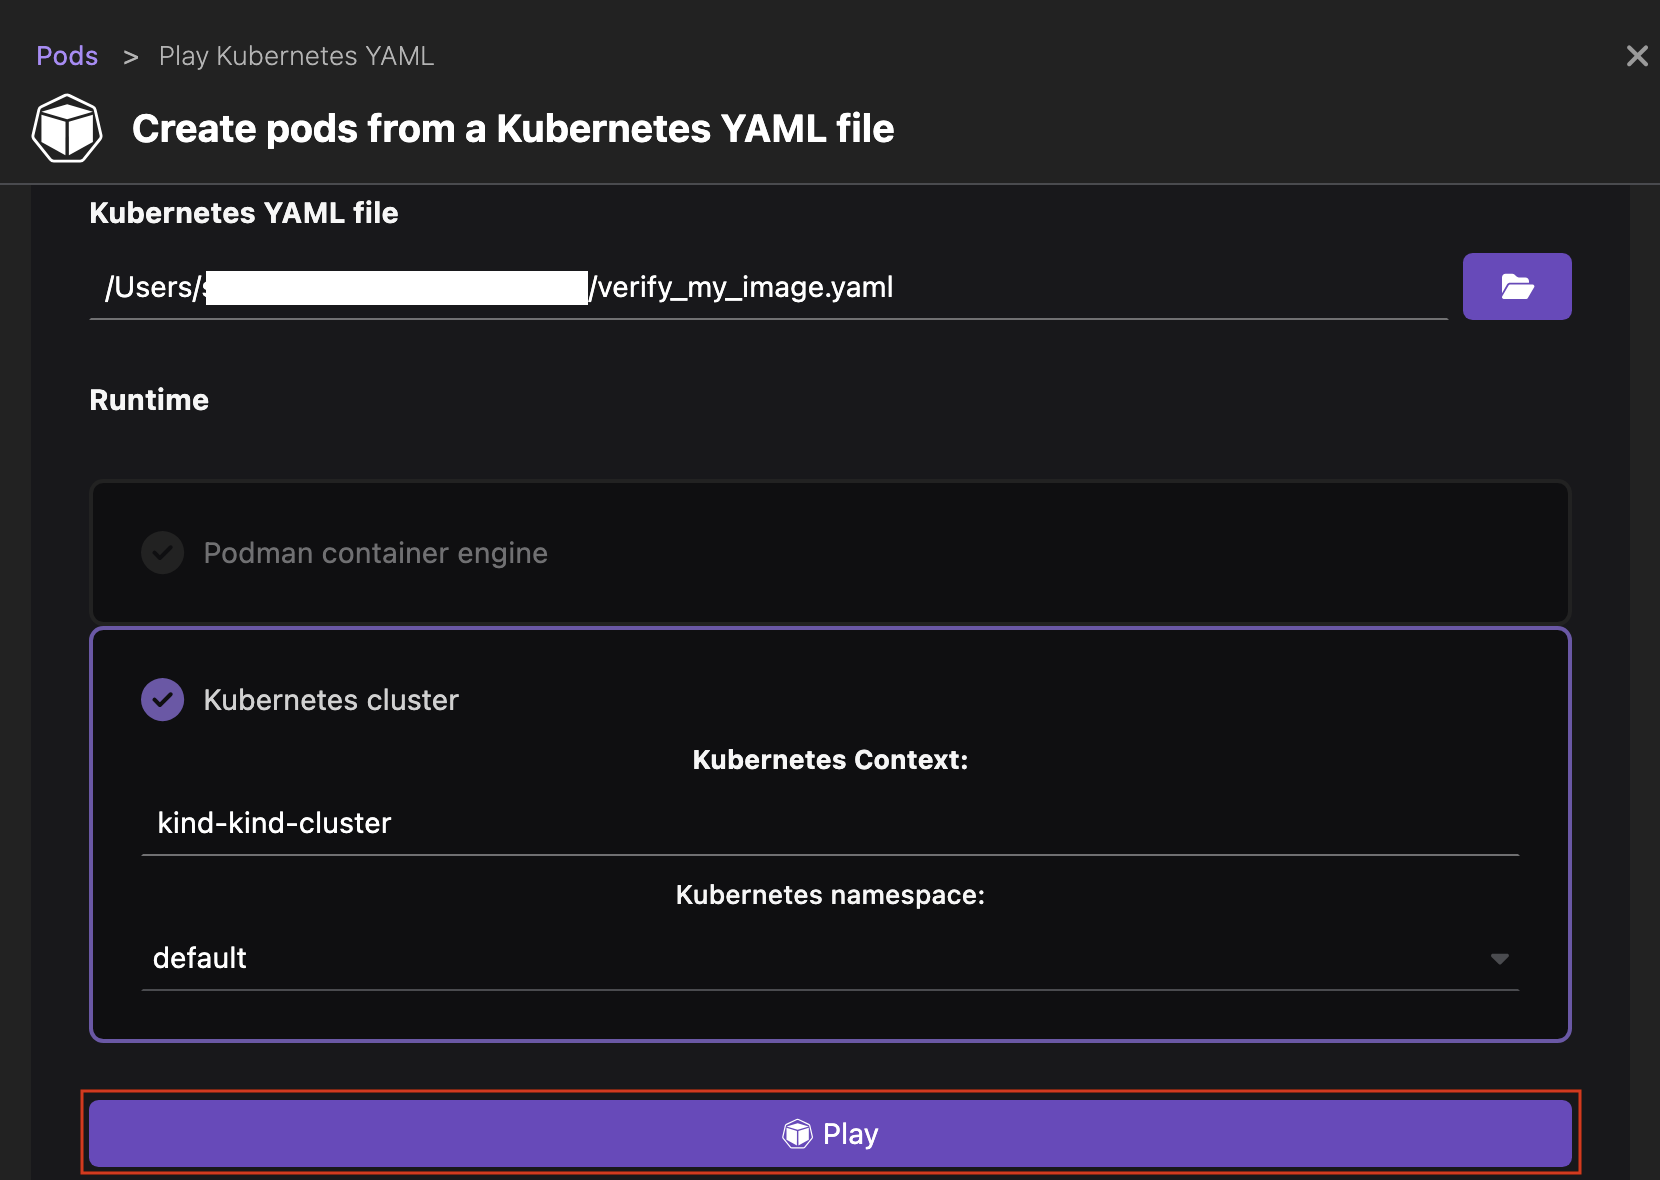 Pods > Play Kubernetes YAML
Create pods from a Kubernetes YAML file
Kubernetes YAML file
/Users/ /verify_my_image.yaml
Runtime
Podman container engine
Kubernetes cluster
Kubernetes Context:
kind-kind-cluster
Kubernetes namespace:
default
Play